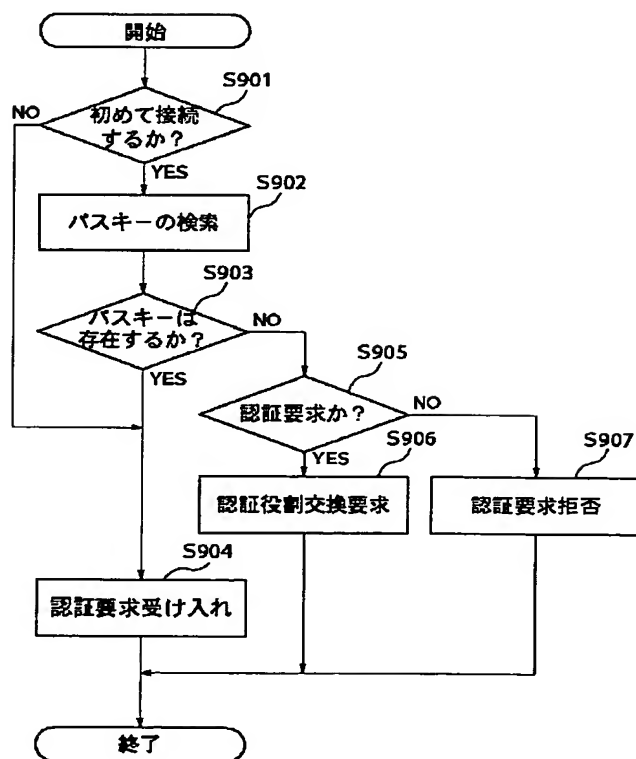 開始
S901
初めて接続
するか？
NO
YES
S902
パスキーの検索
S903
パスキーは
存在するか？
NO
YES
S905
認証要求か？
NO
YES
S906
認証役割交換要求
S907
認証要求拒否
S904
認証要求受け入れ
終了